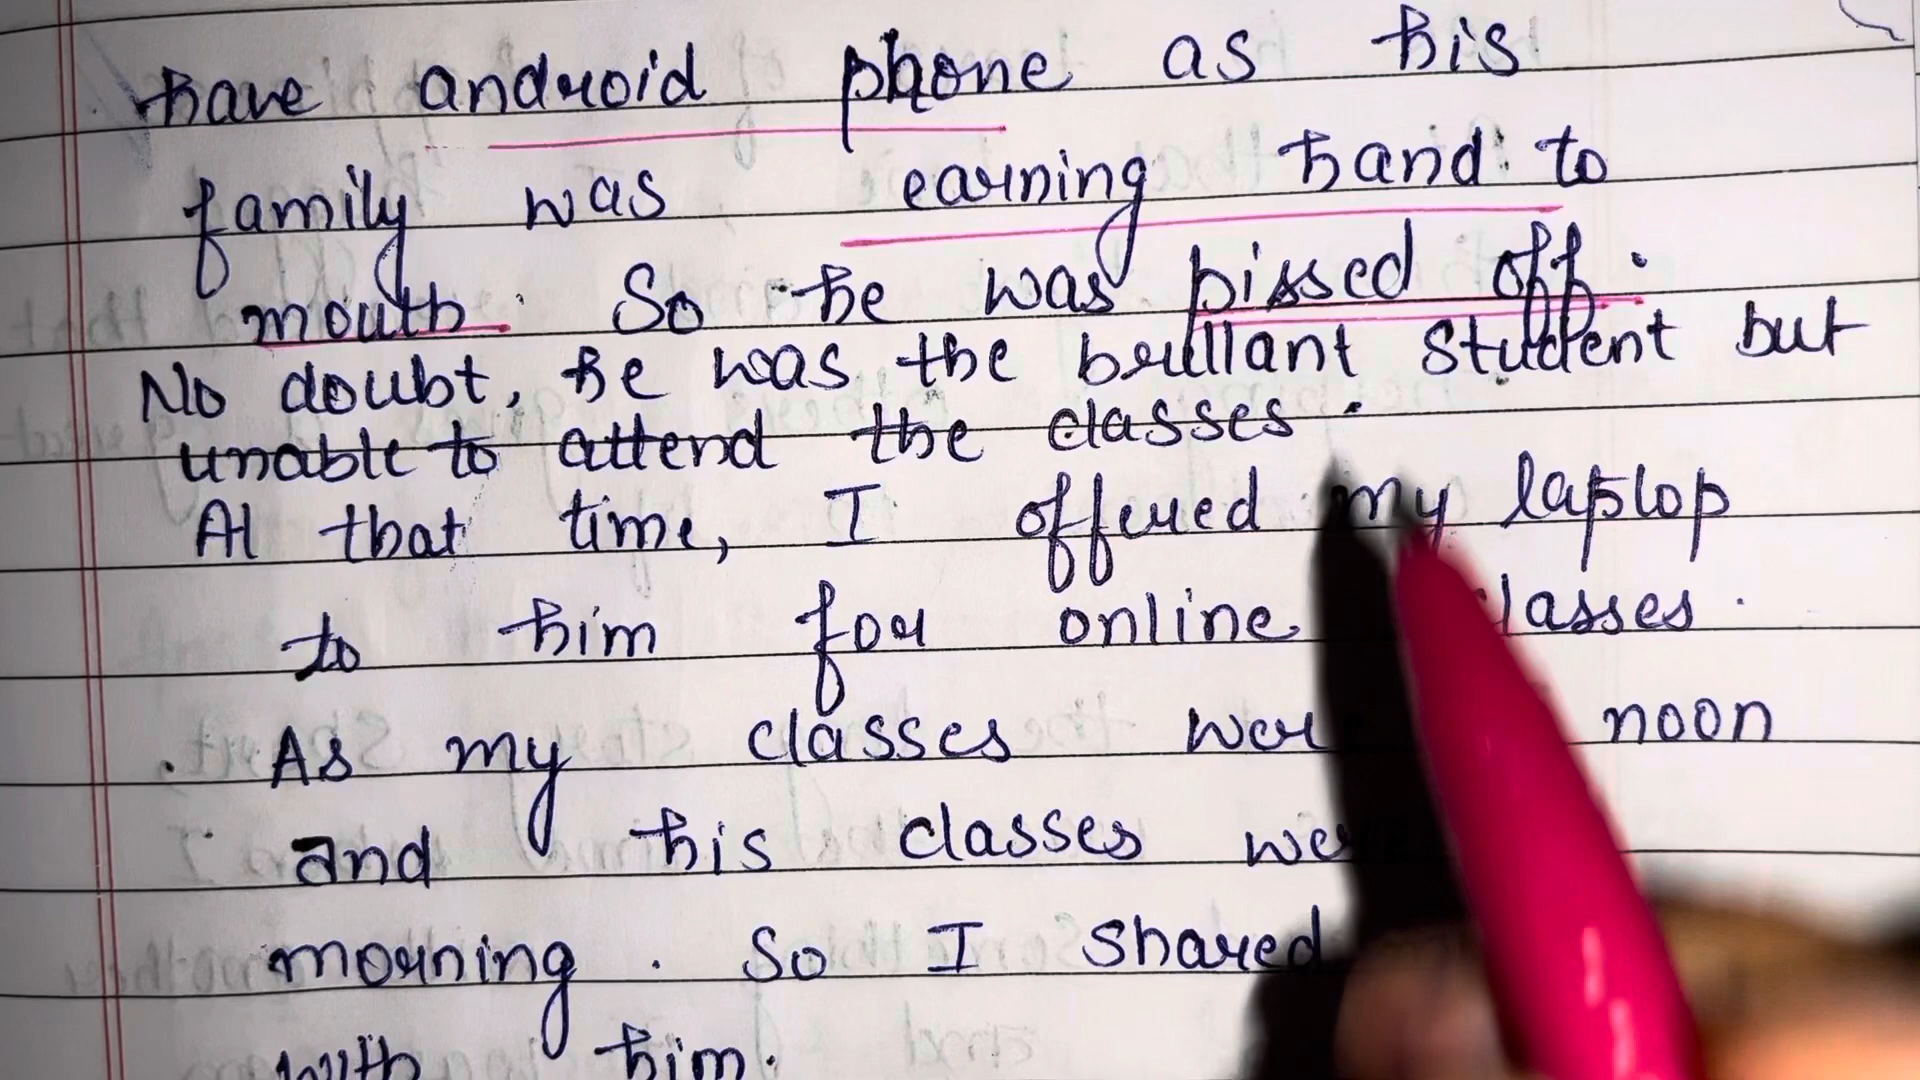 have android phone as his
family was earning hand to
mouth. So he was pissed off.
No doubt, he was the brillant student but
unable to attend the classes.
At that time, I offered my laptop
to him for online classes.
As my classes were noon
and his classes were
morning. So I shared
with him.